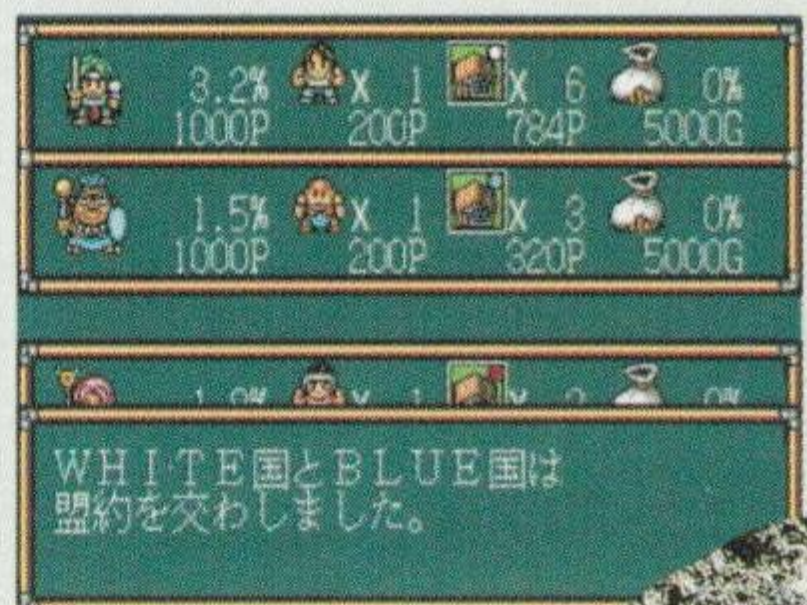 3.2% X 1 X 6 0%
1000P 200P 784P 5000G
1.5% X 1 X 3 0%
1000P 200P 320P 5000G
X 1 X 0%
WHITE国とBLUE国は
盟約を交わしました。